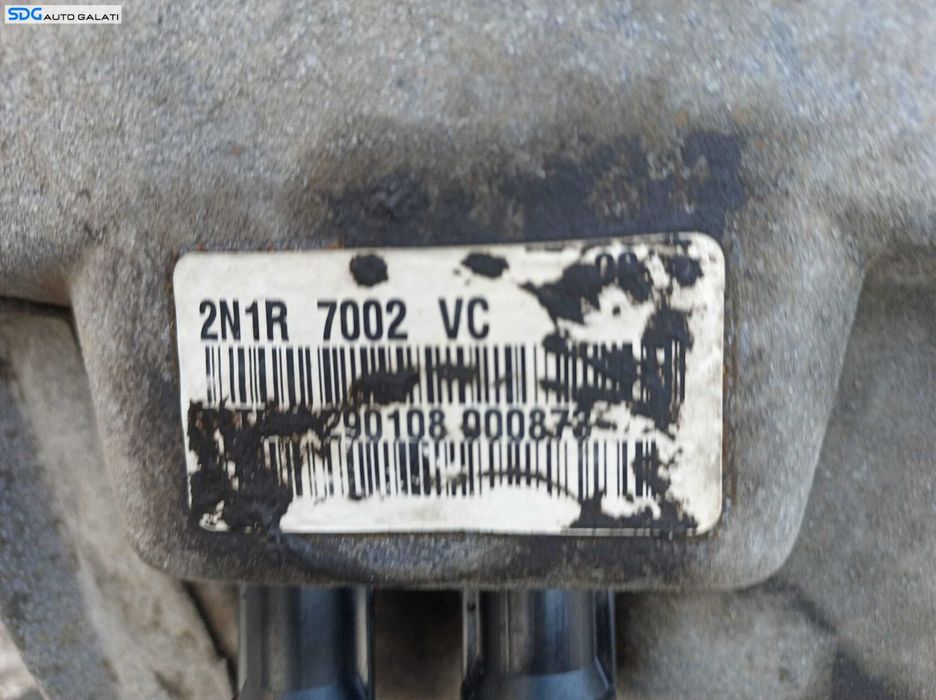 SDG AUTO GALATI
2N1R 7002 VC
290108 000873